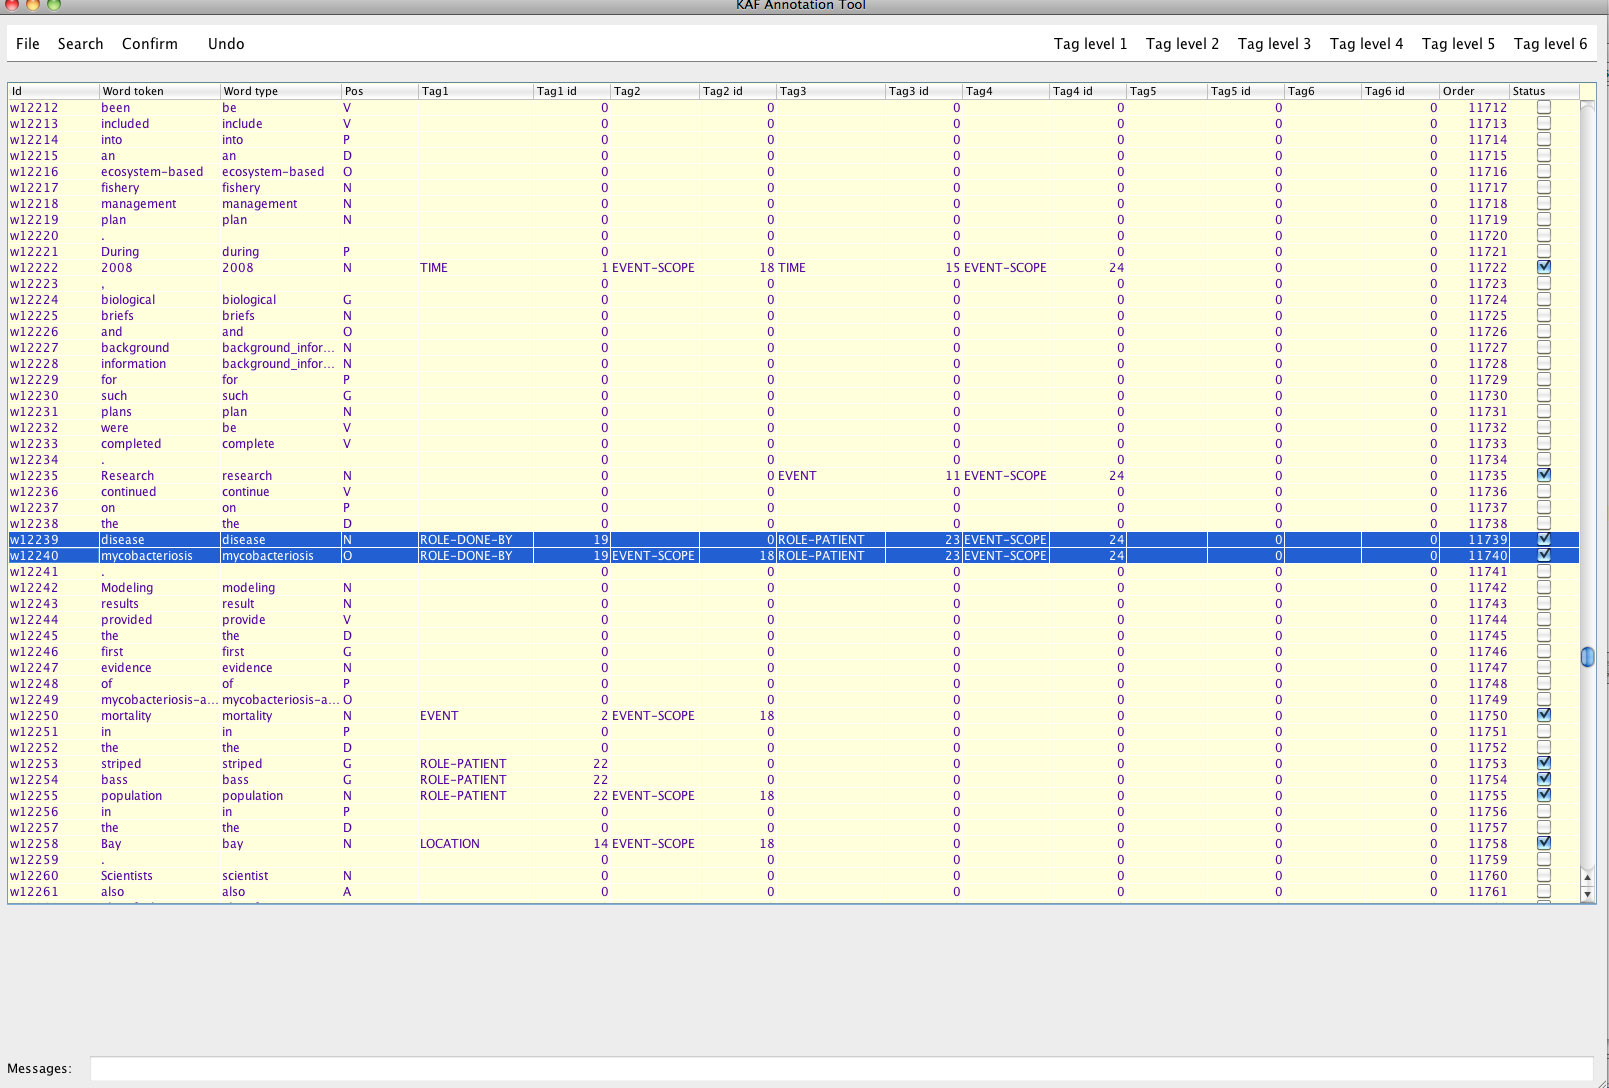 KAF Annotation Tool
File Search Confirm Undo Tag level 1 Tag level 2 Tag level 3 Tag level 4 Tag level 5 Tag level 6
Id Word token Word type Pos Tag1 Tag1 id Tag2 Tag2 id Tag3 Tag3 id Tag4 Tag4 id Tag5 Tag5 id Tag6 Tag6 id Order Status
w12212 been be V 0 0 0 0 0 0 11712
w12213 included include V 0 0 0 0 0 0 11713
w12214 into into P 0 0 0 0 0 0 11714
w12215 an an D 0 0 0 0 0 0 11715
w12216 ecosystem-based ecosystem-based O 0 0 0 0 0 0 11716
w12217 fishery fishery N 0 0 0 0 0 0 11717
w12218 management management N 0 0 0 0 0 0 11718
w12219 plan plan N 0 0 0 0 0 0 11719
w12220 . 0 0 0 0 0 0 11720
w12221 During during P 0 0 0 0 0 0 11721
w12222 2008 2008 N TIME 1 EVENT-SCOPE 18 TIME 15 EVENT-SCOPE 24 0 0 11722
w12223 , 0 0 0 0 0 0 11723
w12224 biological biological G 0 0 0 0 0 0 11724
w12225 briefs briefs N 0 0 0 0 0 0 11725
w12226 and and O 0 0 0 0 0 0 11726
w12227 background background_infor... N 0 0 0 0 0 0 11727
w12228 information background_infor... N 0 0 0 0 0 0 11728
w12229 for for P 0 0 0 0 0 0 11729
w12230 such such G 0 0 0 0 0 0 11730
w12231 plans plan N 0 0 0 0 0 0 11731
w12232 were be V 0 0 0 0 0 0 11732
w12233 completed complete V 0 0 0 0 0 0 11733
w12234 . 0 0 0 0 0 0 11734
w12235 Research research N 0 0 EVENT 11 EVENT-SCOPE 24 0 0 11735
w12236 continued continue V 0 0 0 0 0 0 11736
w12237 on on P 0 0 0 0 0 0 11737
w12238 the the D 0 0 0 0 0 0 11738
w12239 disease disease N ROLE-DONE-BY 19 0 ROLE-PATIENT 23 EVENT-SCOPE 24 0 0 11739
w12240 mycobacteriosis mycobacteriosis O ROLE-DONE-BY 19 EVENT-SCOPE 18 ROLE-PATIENT 23 EVENT-SCOPE 24 0 0 11740
w12241 . 0 0 0 0 0 0 11741
w12242 Modeling modeling N 0 0 0 0 0 0 11742
w12243 results result N 0 0 0 0 0 0 11743
w12244 provided provide V 0 0 0 0 0 0 11744
w12245 the the D 0 0 0 0 0 0 11745
w12246 first first G 0 0 0 0 0 0 11746
w12247 evidence evidence N 0 0 0 0 0 0 11747
w12248 of of P 0 0 0 0 0 0 11748
w12249 mycobacteriosis-a... mycobacteriosis-a... O 0 0 0 0 0 0 11749
w12250 mortality mortality N EVENT 2 EVENT-SCOPE 18 0 0 0 0 11750
w12251 in in P 0 0 0 0 0 0 11751
w12252 the the D 0 0 0 0 0 0 11752
w12253 striped striped G ROLE-PATIENT 22 0 0 0 0 0 11753
w12254 bass bass G ROLE-PATIENT 22 0 0 0 0 0 11754
w12255 population population N ROLE-PATIENT 22 EVENT-SCOPE 18 0 0 0 0 11755
w12256 in in P 0 0 0 0 0 0 11756
w12257 the the D 0 0 0 0 0 0 11757
w12258 Bay bay N LOCATION 14 EVENT-SCOPE 18 0 0 0 0 11758
w12259 . 0 0 0 0 0 0 11759
w12260 Scientists scientist N 0 0 0 0 0 0 11760
w12261 also also A 0 0 0 0 0 0 11761
Messages: